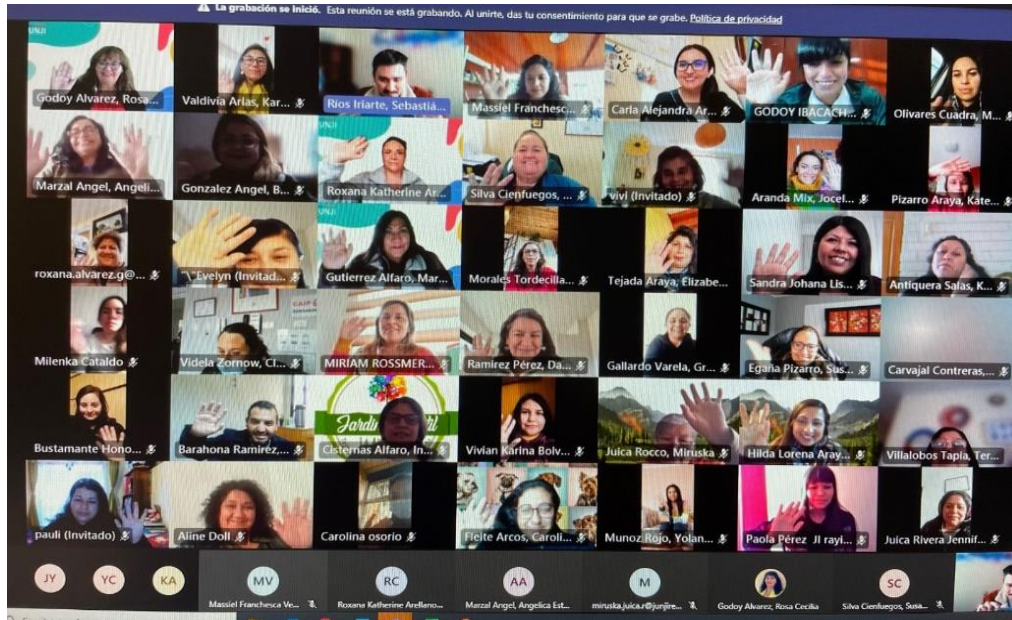 La grabación se inició. Esta reunión se está grabando. Al unirte, das tu consentimiento para que se grabe. Política de privacidad
UNJI
Godoy Alvarez, Rosa...
Valdivia Arias, Kar...
Ríos Iriarte, Sebastiá...
Massiel Franchesc...
Carla Alejandra Ar...
GODOY IBACACH...
Olivares Cuadra, M...
UNJI
Marzal Angel, Angeli...
Gonzalez Angel, B...
Roxana Katherine Ar...
Silva Cienfuegos, ...
vivi (Invitado)
Aranda Mix, Jocel...
Pizarro Araya, Kate...
UNJI
roxana.alvarez.g@...
"\"Evelyn (Invitad...
Gutierrez Alfaro, Mar...
Morales Tordecilla...
Tejada Araya, Elizabe...
Sandra Johana Lis...
Antiquera Salas, K...
Milenka Cataldo
Videla Zornow, Cl...
MIRIAM ROSSMER...
Ramirez Pérez, Da...
Gallardo Varela, Gr...
Egaña Pizarro, Sus...
Carvajal Contreras,...
Bustamante Hono...
Barahona Ramirez,...
Cisternas Alfaro, In...
Vivian Karina Bolv...
Juica Rocco, Miruska
Hilda Lorena Aray...
Villalobos Tapia, Ter...
pauli (Invitado)
Aline Doll
Carolina osorio
Fleite Arcos, Caroli...
Munoz Rojo, Yolan...
Paola Pérez JI rayi...
Juica Rivera Jennif...
JY
YC
KA
MV
RC
AA
M
SC
Massiel Franchesca Ve...
Roxana Katherine Arellano...
Marzal Angel, Angelica Est...
miruska.juica.r@junjire...
Godoy Alvarez, Rosa Cecilia
Silva Cienfuegos, Susa...